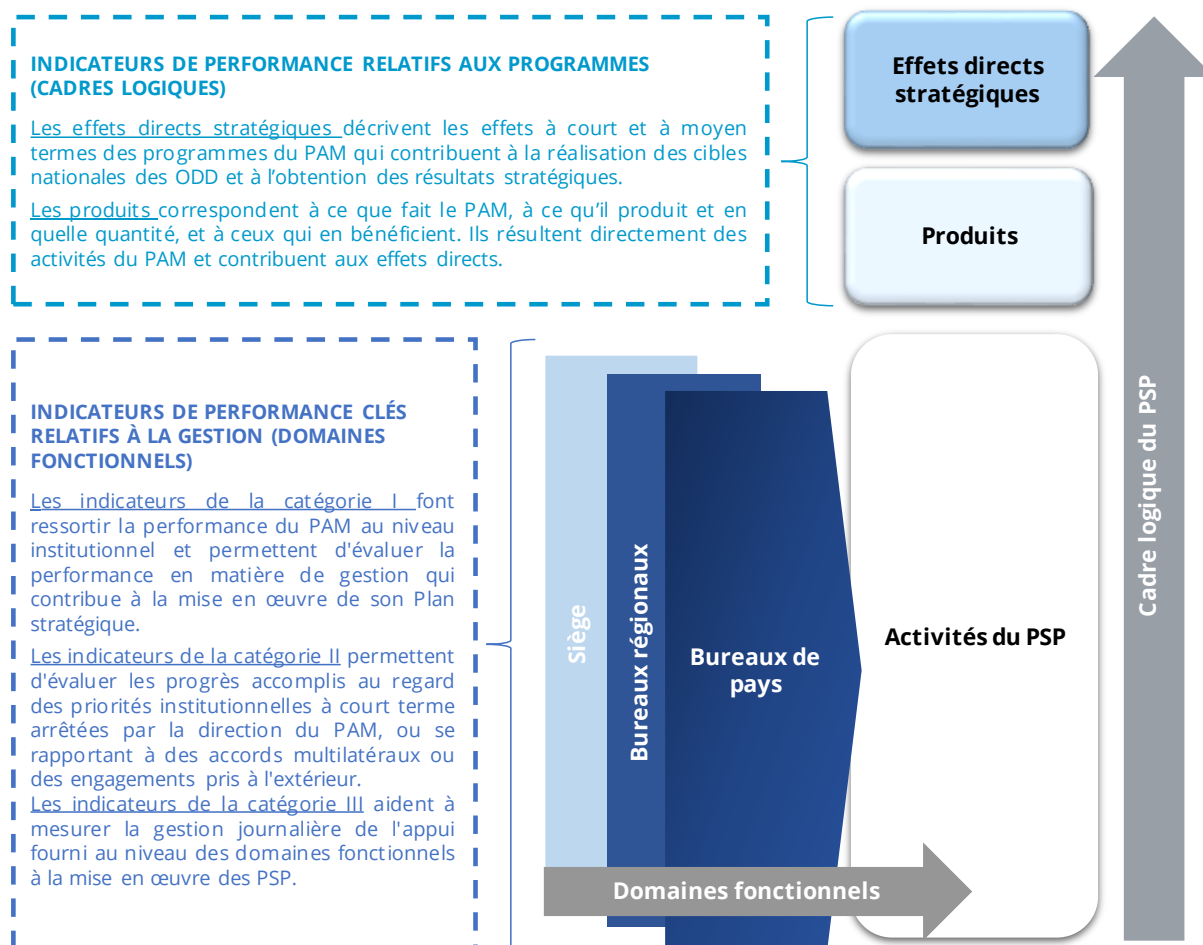 INDICATEURS DE PERFORMANCE RELATIFS AUX PROGRAMMES
(CADRES LOGIQUES)
Les effets directs stratégiques décrivent les effets à court et à moyen
termes des programmes du PAM qui contribuent à la réalisation des cibles
nationales des ODD et à l'obtention des résultats stratégiques.
Les produits correspondent à ce que fait le PAM, à ce qu'il produit et en
quelle quantité, et à ceux qui en bénéficient. Ils résultent directement des
activités du PAM et contribuent aux effets directs.
Effets directs
stratégiques
Produits
INDICATEURS DE PERFORMANCE CLÉS
RELATIFS À LA GESTION (DOMAINES
FONCTIONNELS)
Les indicateurs de la catégorie I font
ressortir la performance du PAM au niveau
institutionnel et permettent d'évaluer la
performance en matière de gestion qui
contribue à la mise en œuvre de son Plan
stratégique.
Les indicateurs de la catégorie II permettent
d'évaluer les progrès accomplis au regard
des priorités institutionnelles à court terme
arrêtées par la direction du PAM, ou se
rapportant à des accords multilatéraux ou
des engagements pris à l'extérieur.
Les indicateurs de la catégorie III aident à
mesurer la gestion journalière de l'appui
fourni au niveau des domaines fonctionnels
à la mise en œuvre des PSP.
Siège
Bureaux régionaux
Bureaux de
pays
Activités du PSP
Domaines fonctionnels
Cadre logique du PSP